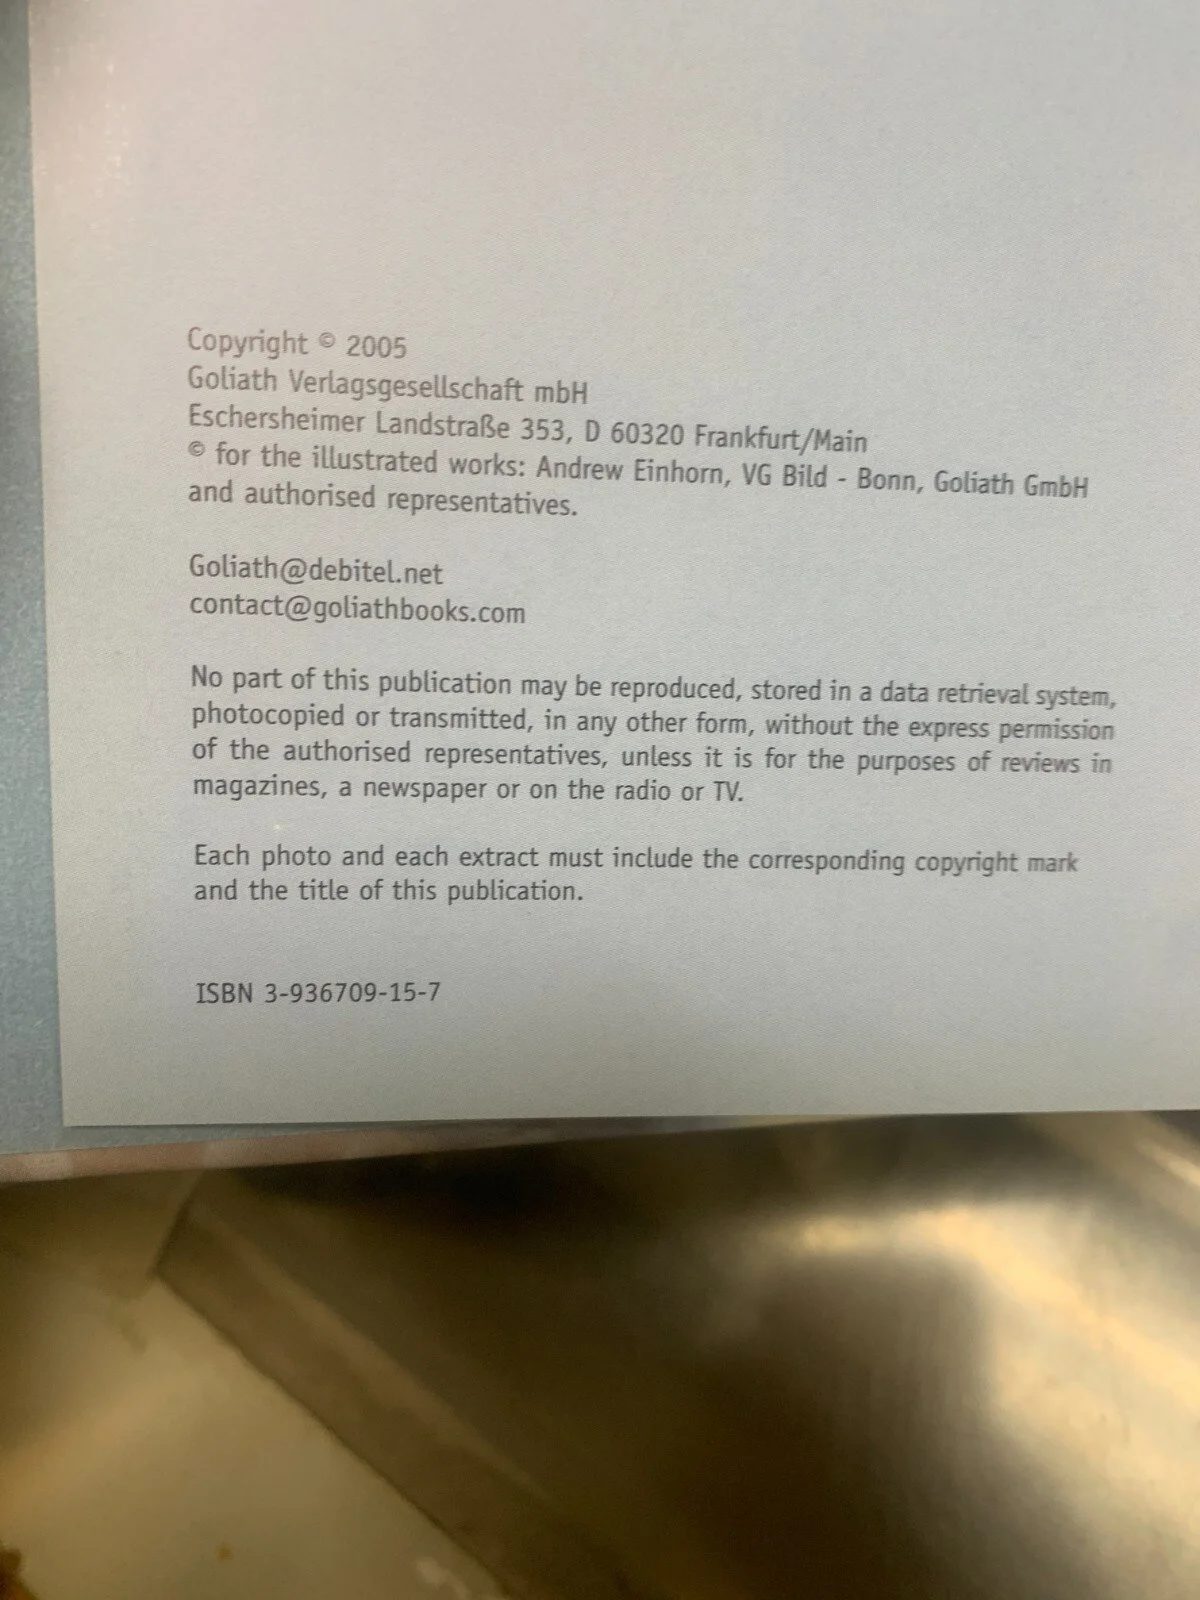 Copyright © 2005
Goliath Verlagsgesellschaft mbH
Eschersheimer Landstraße 353, D 60320 Frankfurt/Main
© for the illustrated works: Andrew Einhorn, VG Bild - Bonn, Goliath GmbH
and authorised representatives.
Goliath@debitel.net
contact@goliathbooks.com
No part of this publication may be reproduced, stored in a data retrieval system,
photocopied or transmitted, in any other form, without the express permission
of the authorised representatives, unless it is for the purposes of reviews in
magazines, a newspaper or on the radio or TV.
Each photo and each extract must include the corresponding copyright mark
and the title of this publication.
ISBN 3-936709-15-7